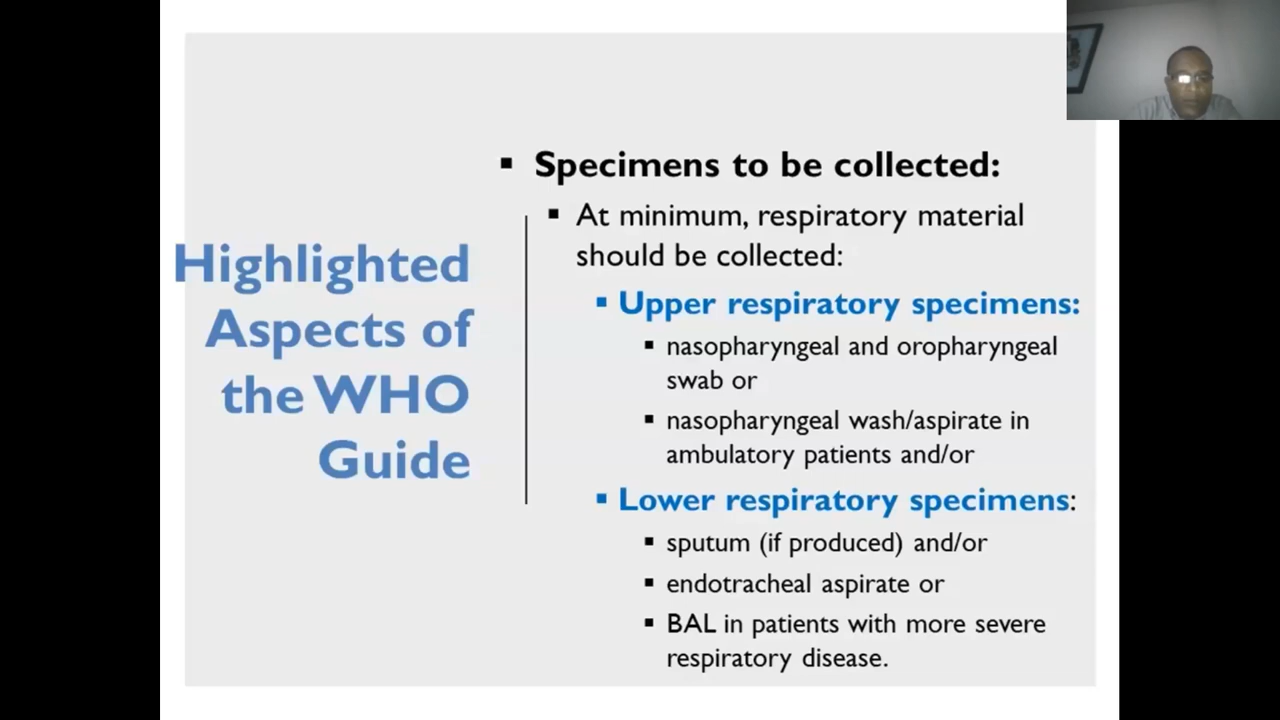 Highlighted
Aspects of
the WHO
Guide
▪ Specimens to be collected:
▪ At minimum, respiratory material
should be collected:
▪ Upper respiratory specimens:
▪ nasopharyngeal and oropharyngeal
swab or
▪ nasopharyngeal wash/aspirate in
ambulatory patients and/or
▪ Lower respiratory specimens:
▪ sputum (if produced) and/or
▪ endotracheal aspirate or
▪ BAL in patients with more severe
respiratory disease.